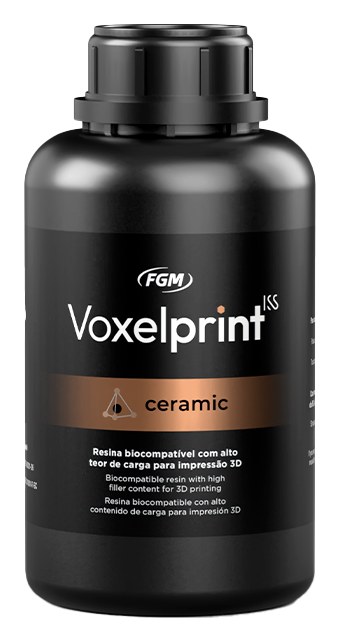 FGM
Voxelprint ISS
ceramic
Resina biocompatível com alto
teor de carga para impressão 3D
Biocompatible resin with high
filler content for 3D printing
Resina biocompatible con alto
contenido de carga para impresión 3D